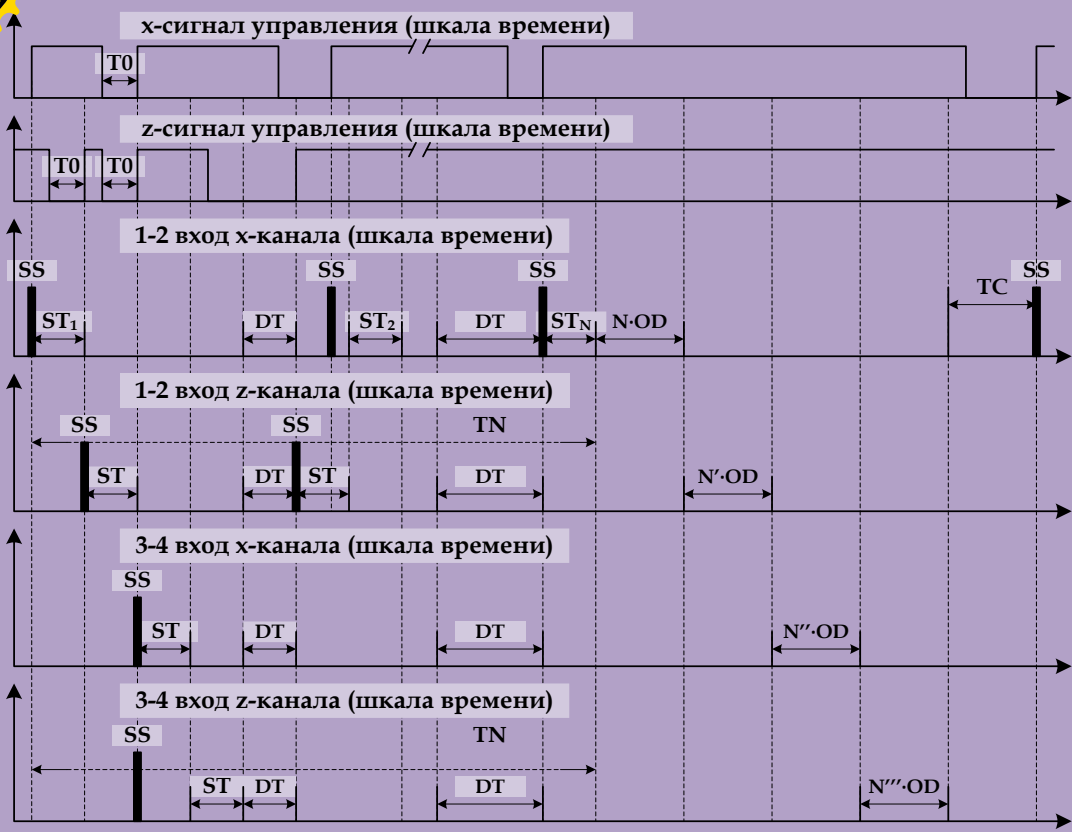 x-сигнал управления (шкала времени)
T0
z-сигнал управления (шкала времени)
T0 T0
1-2 вход x-канала (шкала времени)
SS SS SS SS
TC
ST₁ DT ST₂ DT STN N·OD
1-2 вход z-канала (шкала времени)
SS SS TN
ST DT ST DT N'·OD
3-4 вход x-канала (шкала времени)
SS
ST DT DT N''·OD
3-4 вход z-канала (шкала времени)
SS TN
ST DT DT N'''·OD